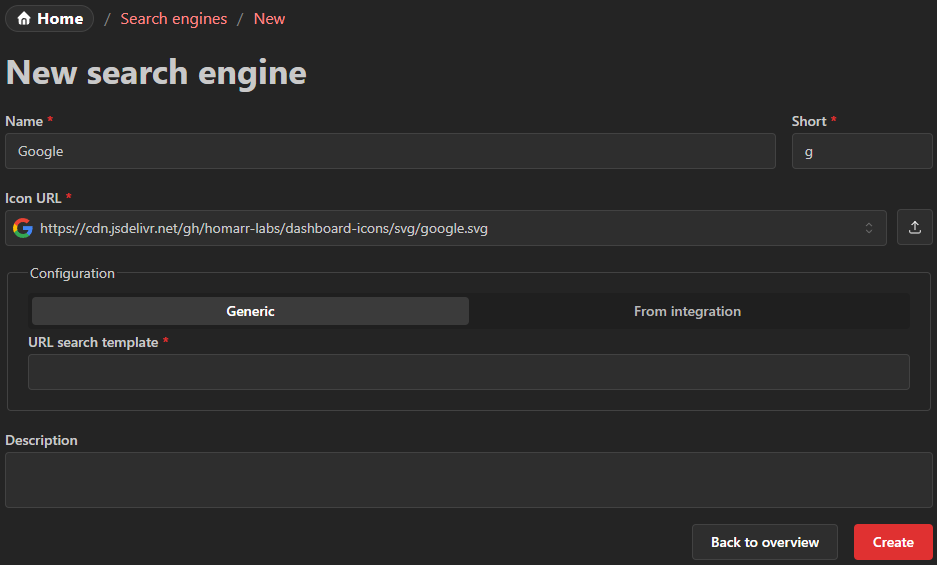 Home / Search engines / New
New search engine
Name * Short *
Google g
Icon URL *
https://cdn.jsdelivr.net/gh/homarr-labs/dashboard-icons/svg/google.svg
Configuration
Generic From integration
URL search template *
Description
Back to overview Create